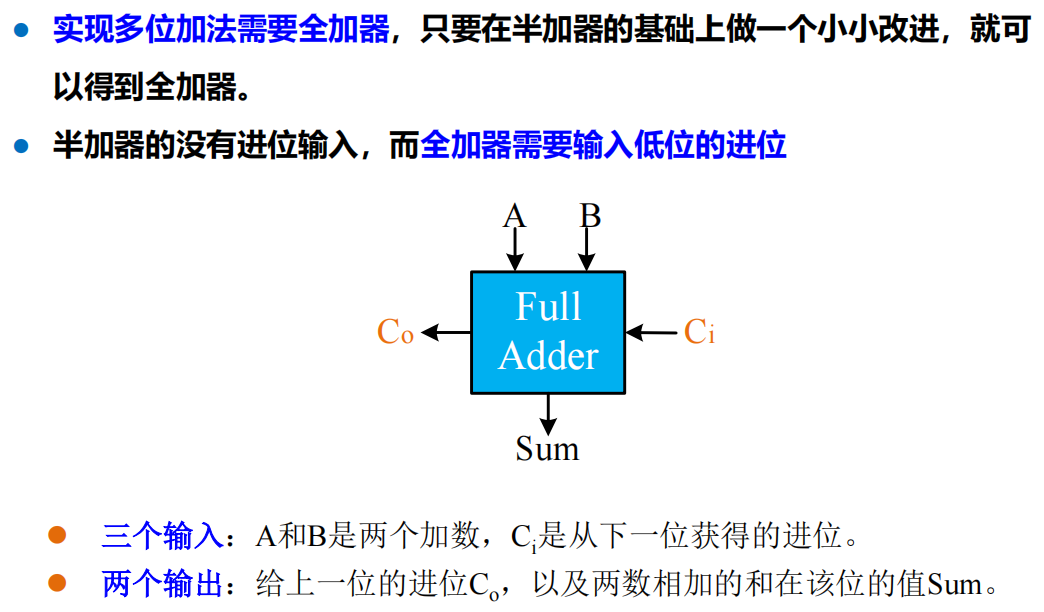 实现多位加法需要全加器，只要在半加器的基础上做一个小小改进，就可
以得到全加器。
半加器的没有进位输入，而全加器需要输入低位的进位
A B
Full
Adder
Co
Ci
Sum
三个输入：A和B是两个加数，Ci是从下一位获得的进位。
两个输出：给上一位的进位Co，以及两数相加的和在该位的值Sum。